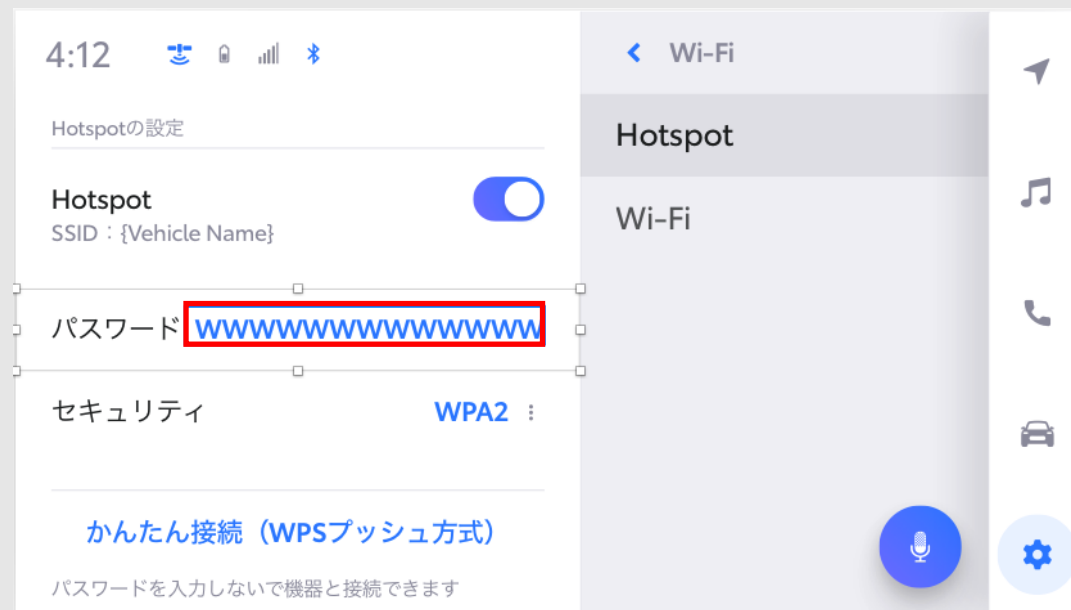 4:12
Hotspotの設定
Hotspot
SSID:{Vehicle Name}
パスワード WWWWWWWWWWWWW
セキュリティ WPA2
かんたん接続(WPSプッシュ方式)
パスワードを入力しないで機器と接続できます
Wi-Fi
Hotspot
Wi-Fi